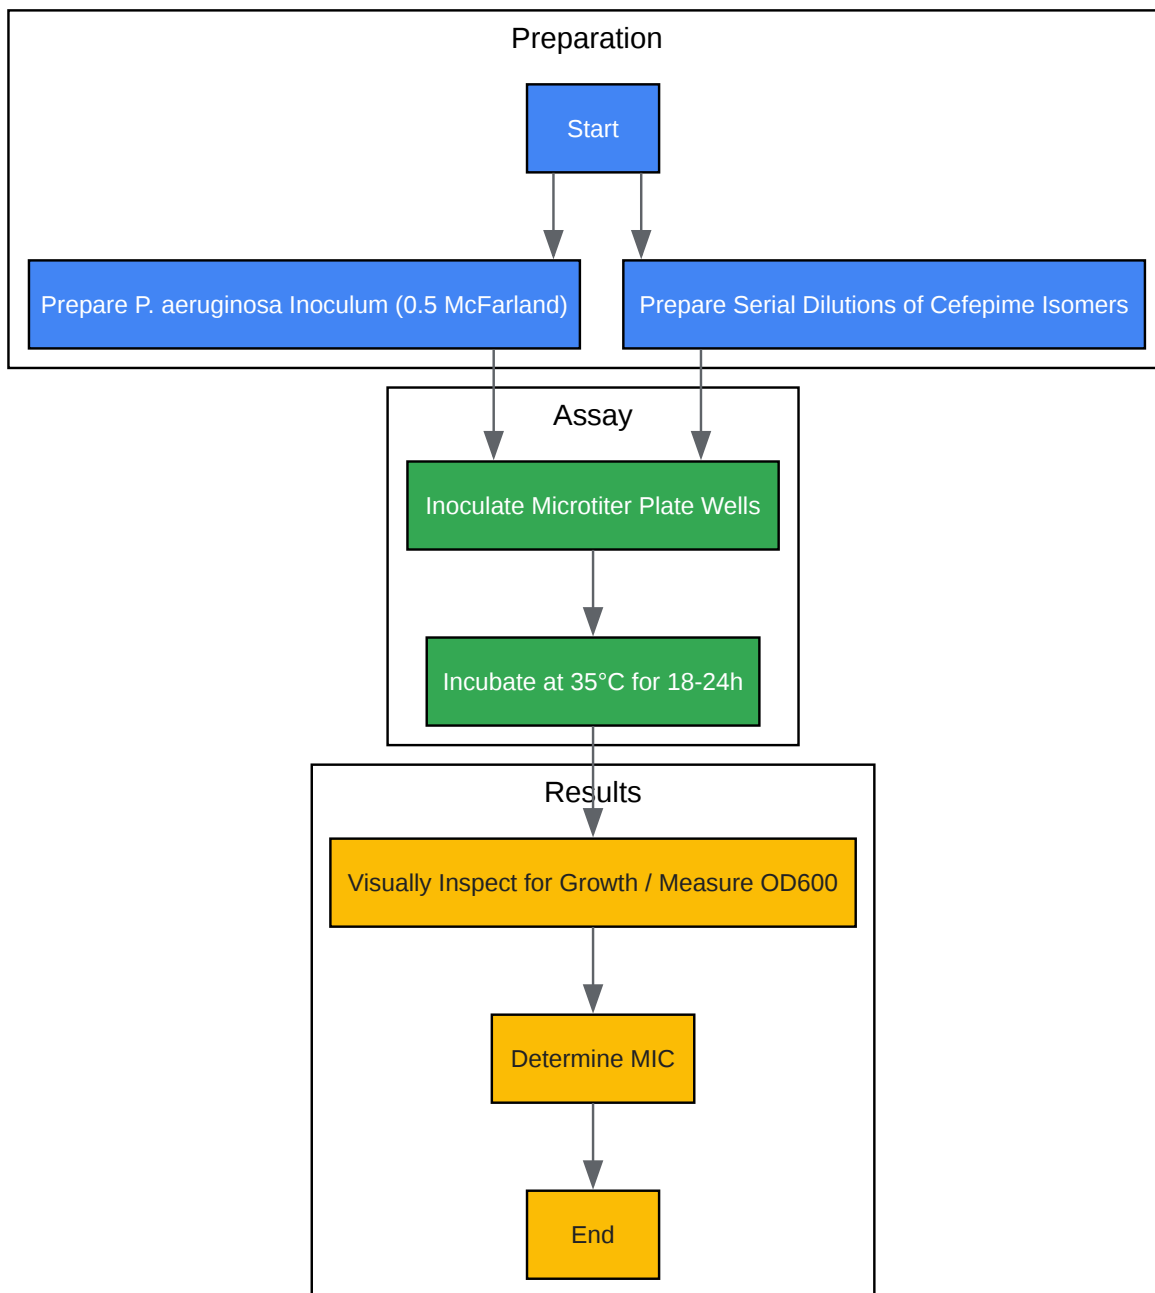 Preparation
Start
Prepare P. aeruginosa Inoculum (0.5 McFarland)
Prepare Serial Dilutions of Cefepime Isomers
Assay
Inoculate Microtiter Plate Wells
Incubate at 35°C for 18-24h
Results
Visually Inspect for Growth / Measure OD600
Determine MIC
End